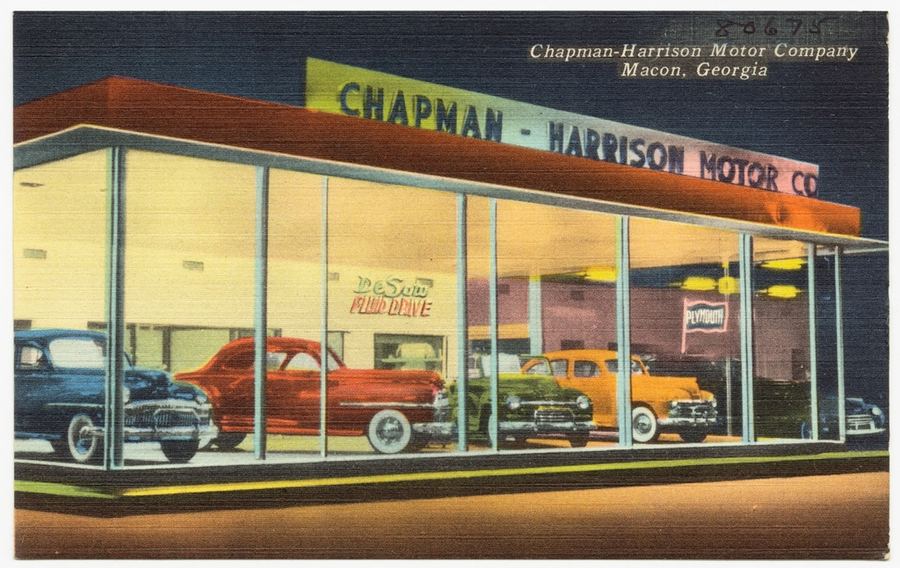 80675
Chapman-Harrison Motor Company
Macon, Georgia
CHAPMAN - HARRISON MOTOR CO
DeSoto
FLUID DRIVE
PLYMOUTH